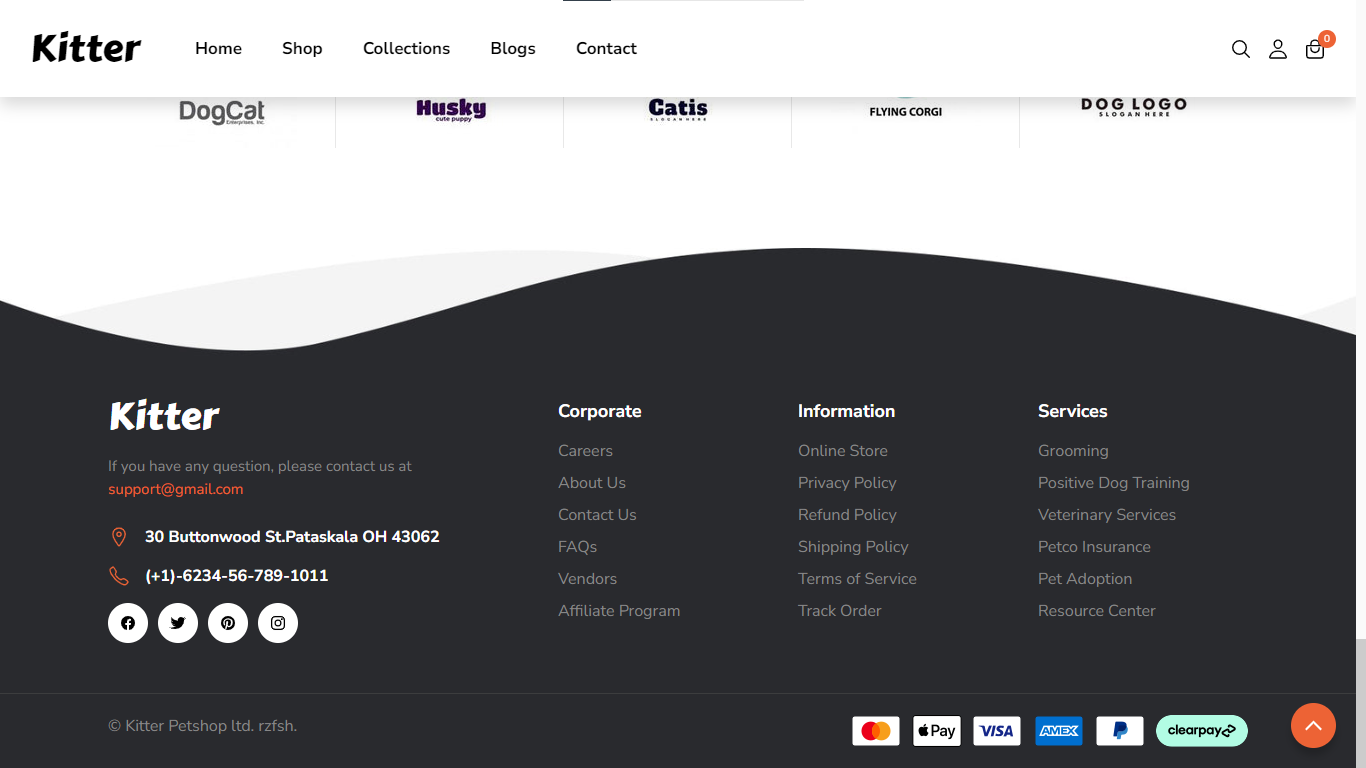 Kitter
Home Shop Collections Blogs Contact
0
DogCat
Enterprises, Inc
Husky
cute puppy
Catis
SLOGAN HERE
FLYING CORGI
DOG LOGO
SLOGAN HERE
Kitter
If you have any question, please contact us at
support@gmail.com
30 Buttonwood St.Pataskala OH 43062
(+1)-6234-56-789-1011
Corporate
Careers
About Us
Contact Us
FAQs
Vendors
Affiliate Program
Information
Online Store
Privacy Policy
Refund Policy
Shipping Policy
Terms of Service
Track Order
Services
Grooming
Positive Dog Training
Veterinary Services
Petco Insurance
Pet Adoption
Resource Center
© Kitter Petshop ltd. rzfsh.
Pay
VISA
AMEX
clearpay